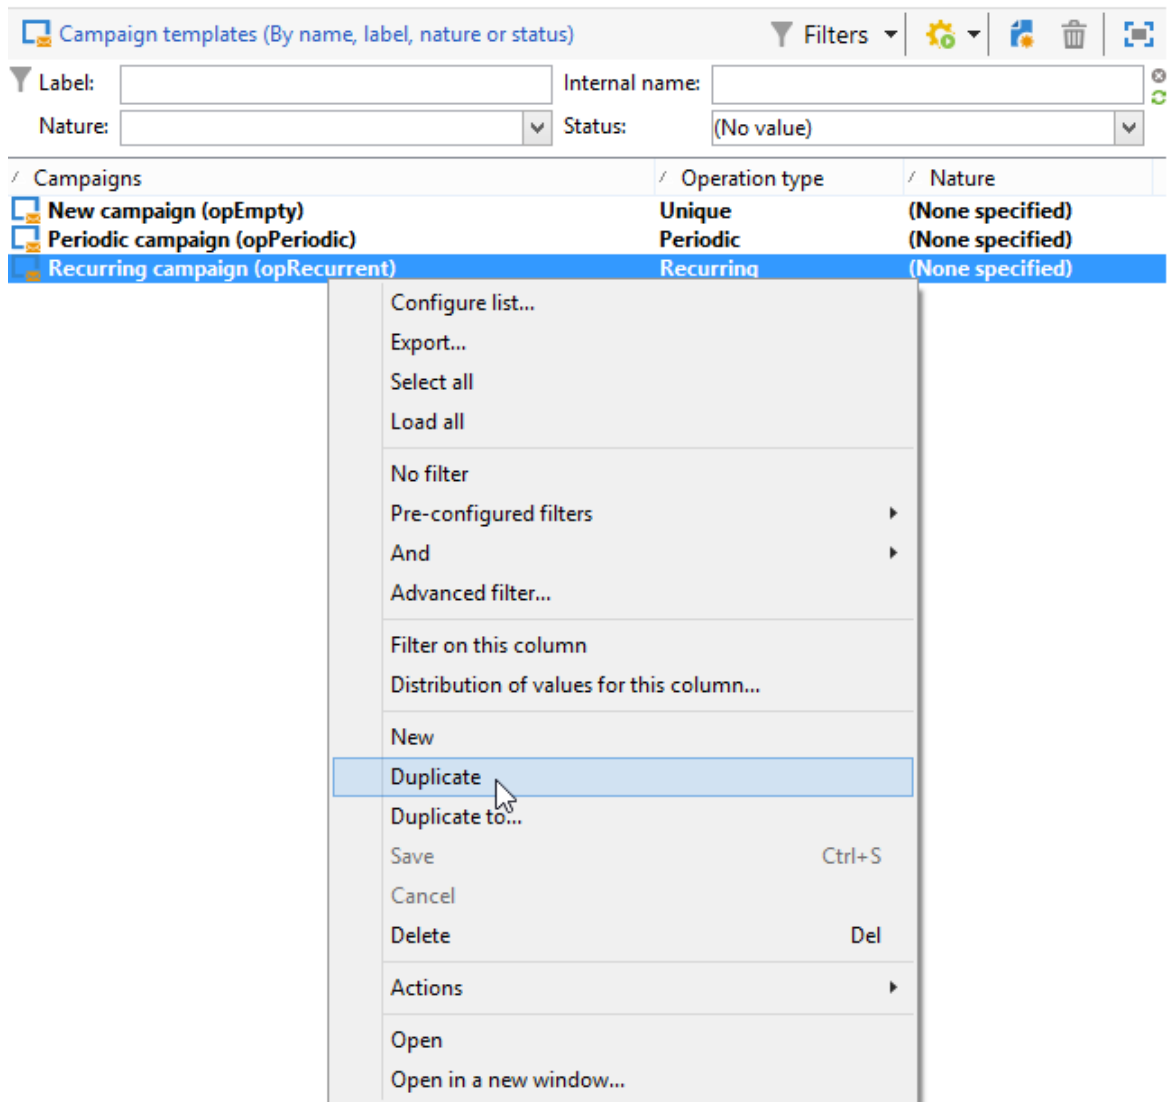 Campaign templates (By name, label, nature or status) Filters
Label: Internal name:
Nature: Status: (No value)
Campaigns Operation type Nature
New campaign (opEmpty) Unique (None specified)
Periodic campaign (opPeriodic) Periodic (None specified)
Recurring campaign (opRecurrent) Recurring (None specified)
Configure list...
Export...
Select all
Load all
No filter
Pre-configured filters
And
Advanced filter...
Filter on this column
Distribution of values for this column...
New
Duplicate
Duplicate to...
Save Ctrl+S
Cancel
Delete Del
Actions
Open
Open in a new window...